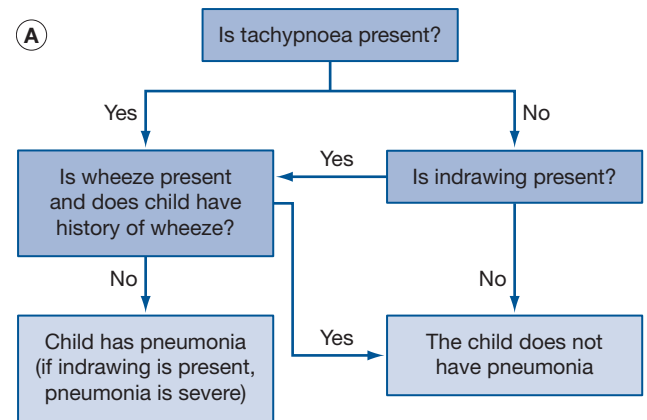 A
Is tachypnoea present?
Yes
No
Is wheeze present
and does child have
history of wheeze?
Yes
Is indrawing present?
No
No
Child has pneumonia
(if indrawing is present,
pneumonia is severe)
Yes
The child does not
have pneumonia